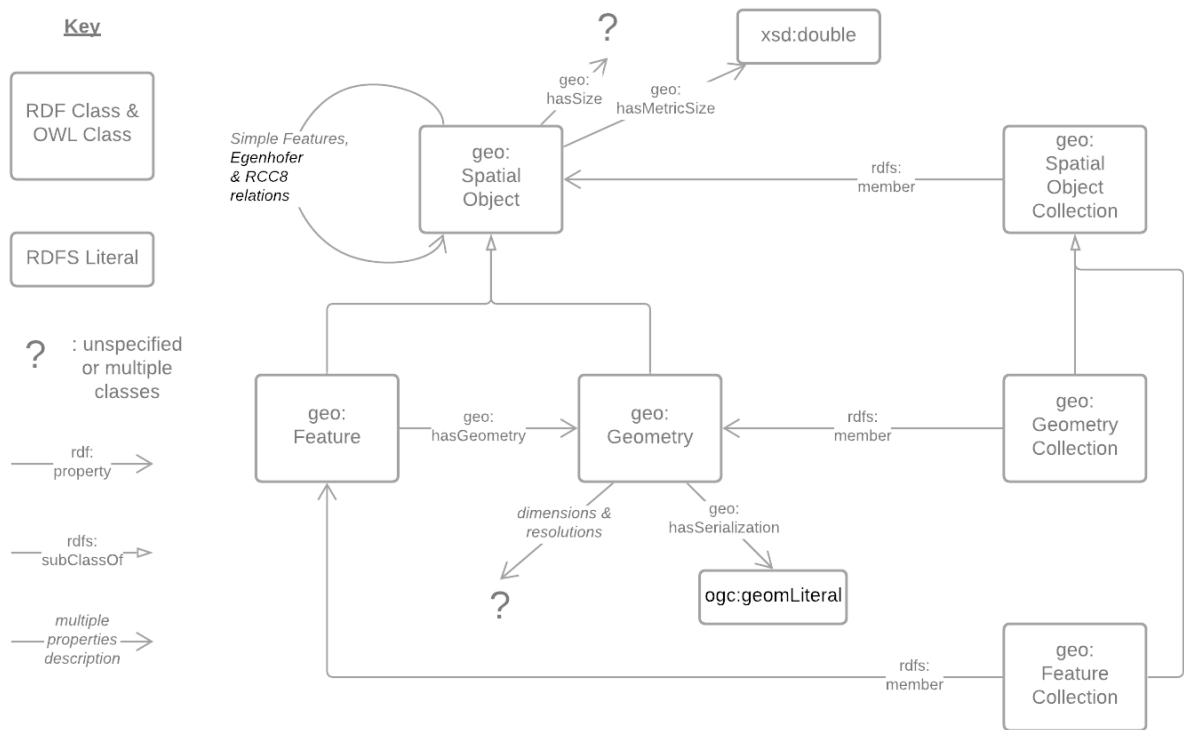 Key
RDF Class &
OWL Class
RDFS Literal
?
: unspecified
or multiple
classes
rdf:
property
rdfs:
subClassOf
multiple
properties
description
?
xsd:double
geo:
hasSize
geo:
hasMetricSize
Simple Features,
Egenhofer
& RCC8
relations
geo:
Spatial
Object
rdfs:
member
geo:
Spatial
Object
Collection
geo:
Feature
geo:
hasGeometry
geo:
Geometry
rdfs:
member
geo:
Geometry
Collection
dimensions &
resolutions
geo:
hasSerialization
?
ogc:geomLiteral
rdfs:
member
geo:
Feature
Collection